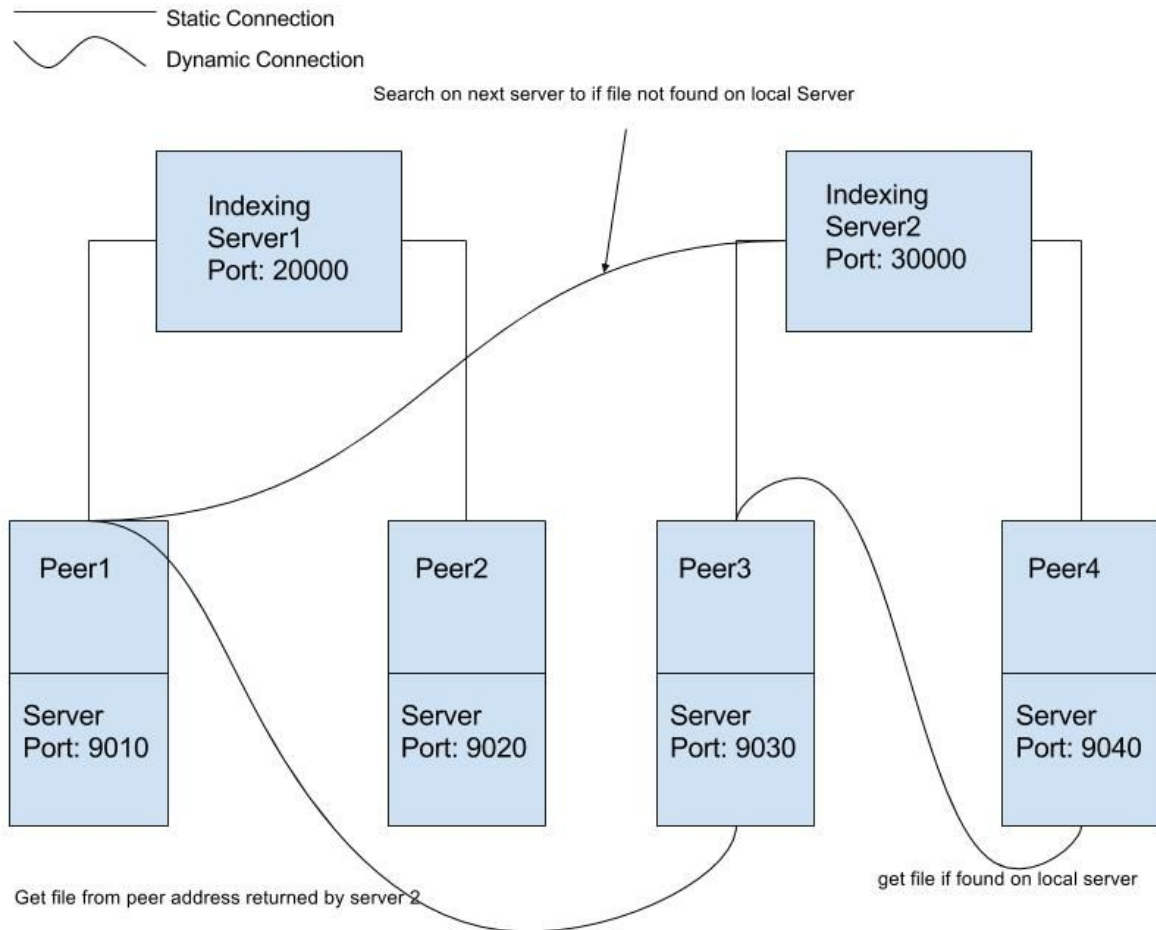 Static Connection
Dynamic Connection
Search on next server to if file not found on local Server
Indexing
Server1
Port: 20000
Indexing
Server2
Port: 30000
Peer1
Peer2
Peer3
Peer4
Server
Port: 9010
Server
Port: 9020
Server
Port: 9030
Server
Port: 9040
Get file from peer address returned by server 2
get file if found on local server